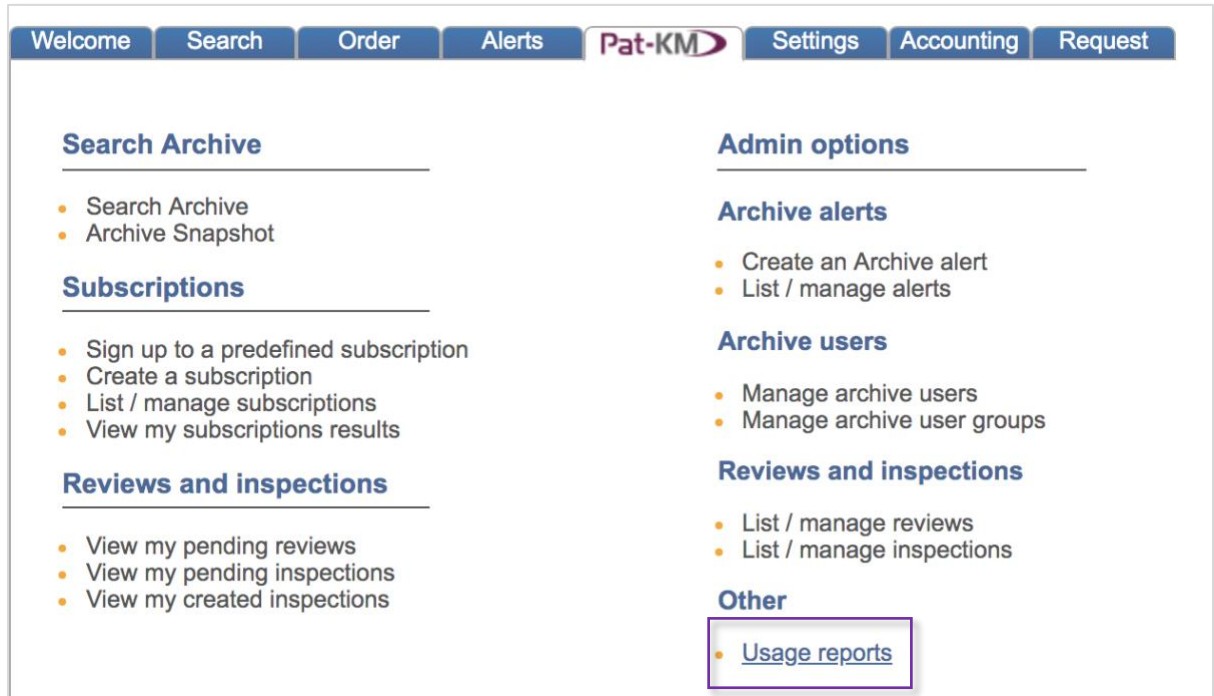 Welcome Search Order Alerts Pat-KM Settings Accounting Request
Search Archive
Search Archive
Archive Snapshot
Subscriptions
Sign up to a predefined subscription
Create a subscription
List / manage subscriptions
View my subscriptions results
Reviews and inspections
View my pending reviews
View my pending inspections
View my created inspections
Admin options
Archive alerts
Create an Archive alert
List / manage alerts
Archive users
Manage archive users
Manage archive user groups
Reviews and inspections
List / manage reviews
List / manage inspections
Other
Usage reports